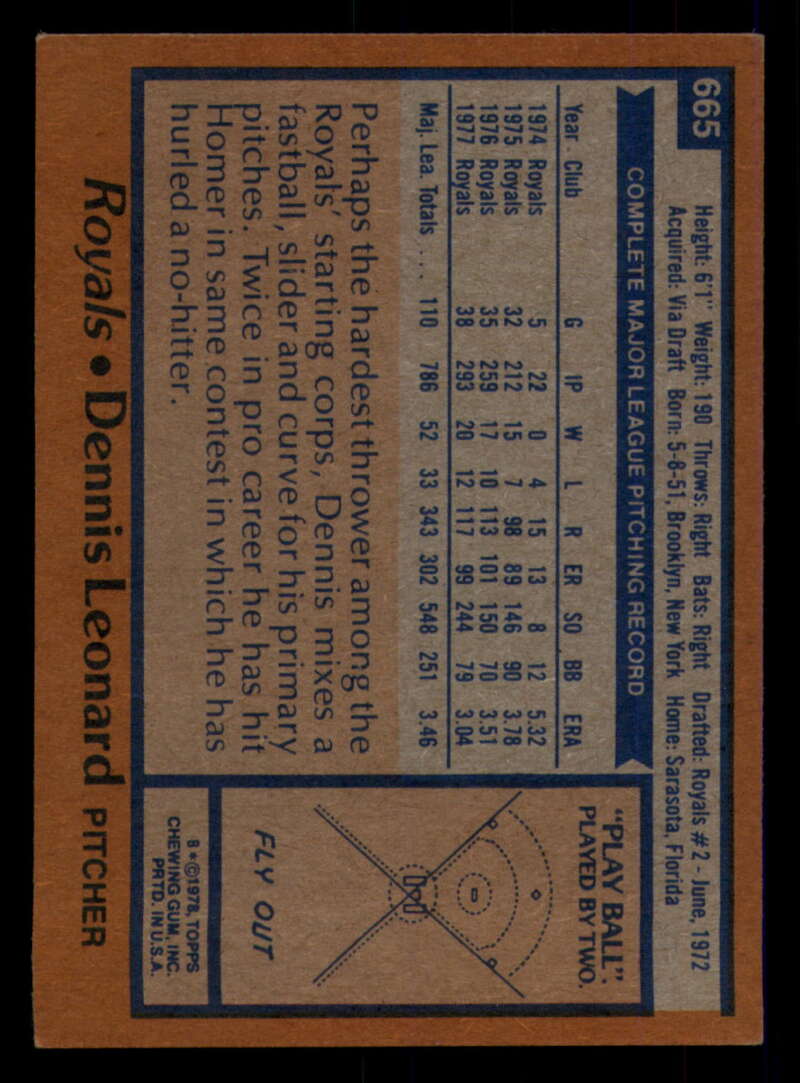 665
Height: 6'1" Weight: 190 Throws: Right Bats: Right Drafted: Royals #2 - June, 1972
Acquired: Via Draft Born: 5-8-51, Brooklyn, New York Home: Sarasota, Florida
COMPLETE MAJOR LEAGUE PITCHING RECORD
Year Club G IP W L R ER SO BB ERA
1974 Royals 5 22 0 4 15 13 8 12 5.32
1975 Royals 32 212 15 7 98 89 146 90 3.78
1976 Royals 35 259 17 10 113 101 150 70 3.51
1977 Royals 38 293 20 12 117 99 244 79 3.04
Maj. Lea. Totals .... 110 786 52 33 343 302 548 251 3.46
Perhaps the hardest thrower among the
Royals' starting corps, Dennis mixes a
fastball, slider and curve for his primary
pitches. Twice in pro career he has hit
Homer in same contest in which he has
hurled a no-hitter.
"PLAY BALL".
PLAYED BY TWO.
FLY OUT
8*©1978, TOPPS
CHEWING GUM, INC.
PRTD. IN U.S.A.
Royals • Dennis Leonard PITCHER